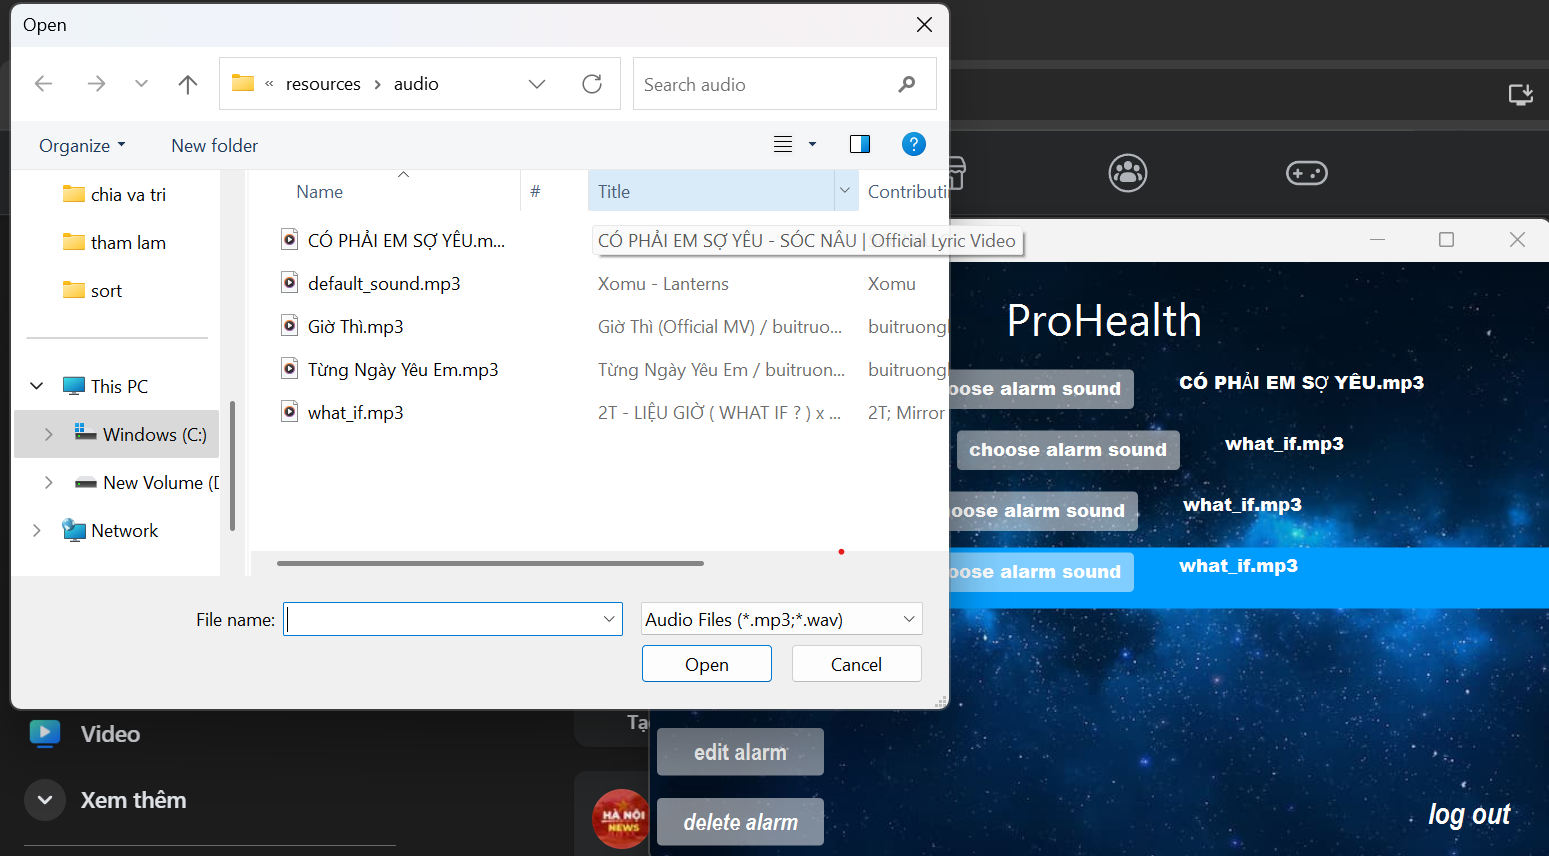 Open
« resources › audio
Search audio
Organize
New folder
?
chia va tri
tham lam
sort
This PC
Windows (C:)
New Volume (D
Network
Name
#
Title
Contributin
CÓ PHẢI EM SỢ YÊU.m...
CÓ PHẢI EM SỢ YÊU - SÓC NÂU | Official Lyric Video
default_sound.mp3
Xomu - Lanterns
Xomu
Giờ Thì.mp3
Giờ Thì (Official MV) / buitruo...
buitruongl
Từng Ngày Yêu Em.mp3
Từng Ngày Yêu Em / buitruon...
buitruongl
what_if.mp3
2T - LIỆU GIỜ ( WHAT IF ? ) x ...
2T; Mirror
File name:
Audio Files (*.mp3;*.wav)
Open
Cancel
ProHealth
oose alarm sound
CÓ PHẢI EM SỢ YÊU.mp3
choose alarm sound
what_if.mp3
oose alarm sound
what_if.mp3
oose alarm sound
what_if.mp3
edit alarm
delete alarm
log out
Video
Xem thêm
Tạ
HÀ NỘI
NEWS